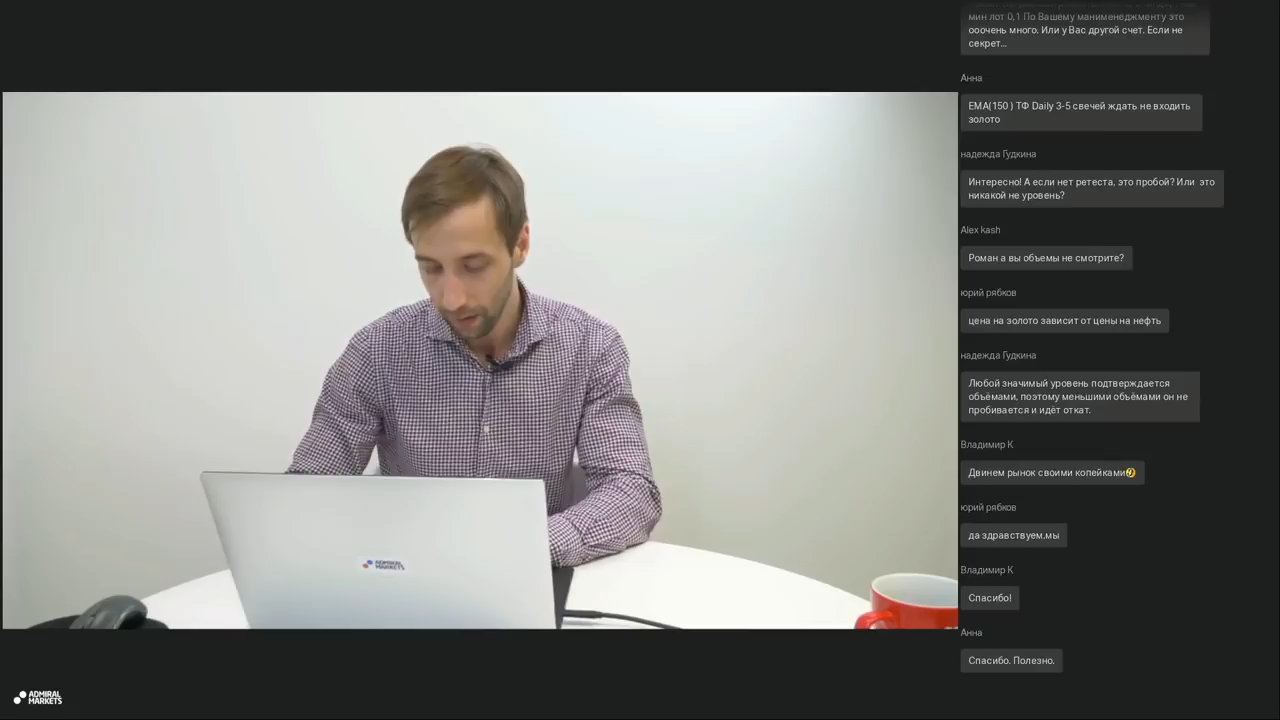 мин лот 0,1 По Вашему манименеджменту это
ооочень много. Или у Вас другой счет. Если не
секрет...
Анна
EMA(150 ) ТФ Daily 3-5 свечей ждать не входить
золото
надежда Гудкина
Интересно! А если нет ретеста, это пробой? Или  это
никакой не уровень?
Alex kash
Роман а вы объемы не смотрите?
юрий рябков
цена на золото зависит от цены на нефть
надежда Гудкина
Любой значимый уровень подтверждается
объёмами, поэтому меньшими объёмами он не
пробивается и идёт откат.
Владимир К
Двинем рынок своими копейками🤣
юрий рябков
да здравствуем,мы
Владимир К
Спасибо!
Анна
Спасибо. Полезно.
ADMIRAL
MARKETS
ADMIRAL
MARKETS